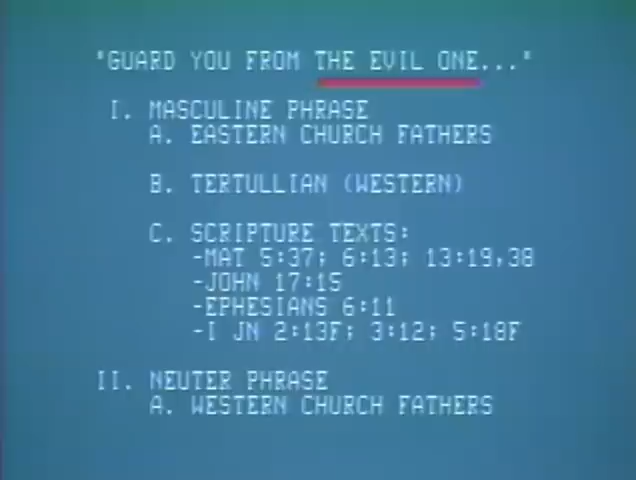 "GUARD YOU FROM THE EVIL ONE..."
I. MASCULINE PHRASE
A. EASTERN CHURCH FATHERS
B. TERTULLIAN (WESTERN)
C. SCRIPTURE TEXTS:
-MAT 5:37; 6:13; 13:19,38
-JOHN 17:15
-EPHESIANS 6:11
-I JN 2:13F; 3:12; 5:18F
II. NEUTER PHRASE
A. WESTERN CHURCH FATHERS